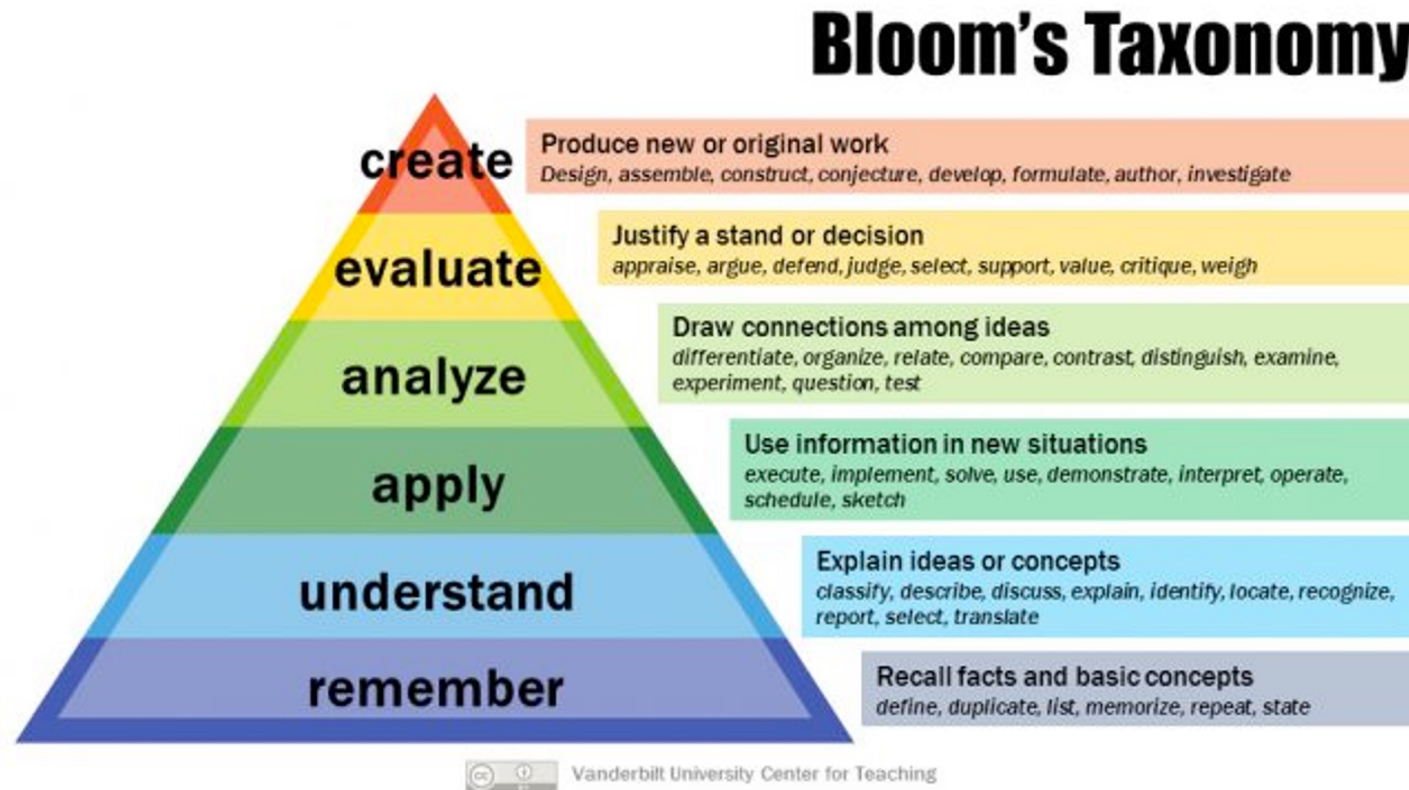 Bloom's Taxonomy
create
Produce new or original work
Design, assemble, construct, conjecture, develop, formulate, author, investigate
evaluate
Justify a stand or decision
appraise, argue, defend, judge, select, support, value, critique, weigh
analyze
Draw connections among ideas
differentiate, organize, relate, compare, contrast, distinguish, examine,
experiment, question, test
apply
Use information in new situations
execute, implement, solve, use, demonstrate, interpret, operate,
schedule, sketch
understand
Explain ideas or concepts
classify, describe, discuss, explain, identify, locate, recognize,
report, select, translate
remember
Recall facts and basic concepts
define, duplicate, list, memorize, repeat, state
cc
Vanderbilt University Center for Teaching